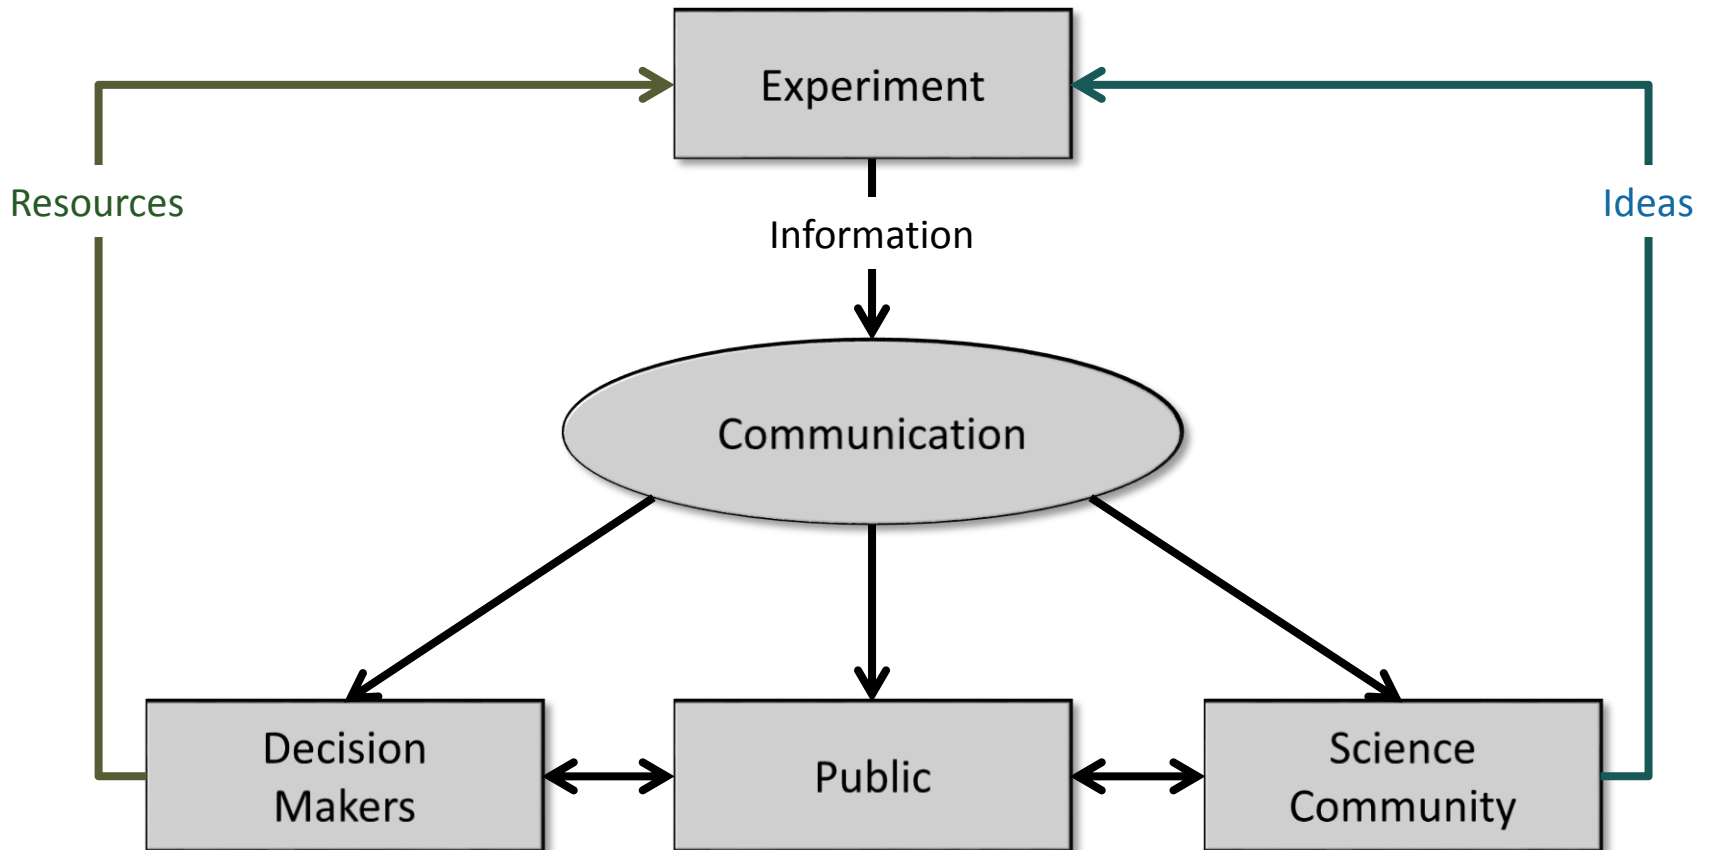 Experiment
Resources
Ideas
Information
Communication
Decision
Makers
Public
Science
Community